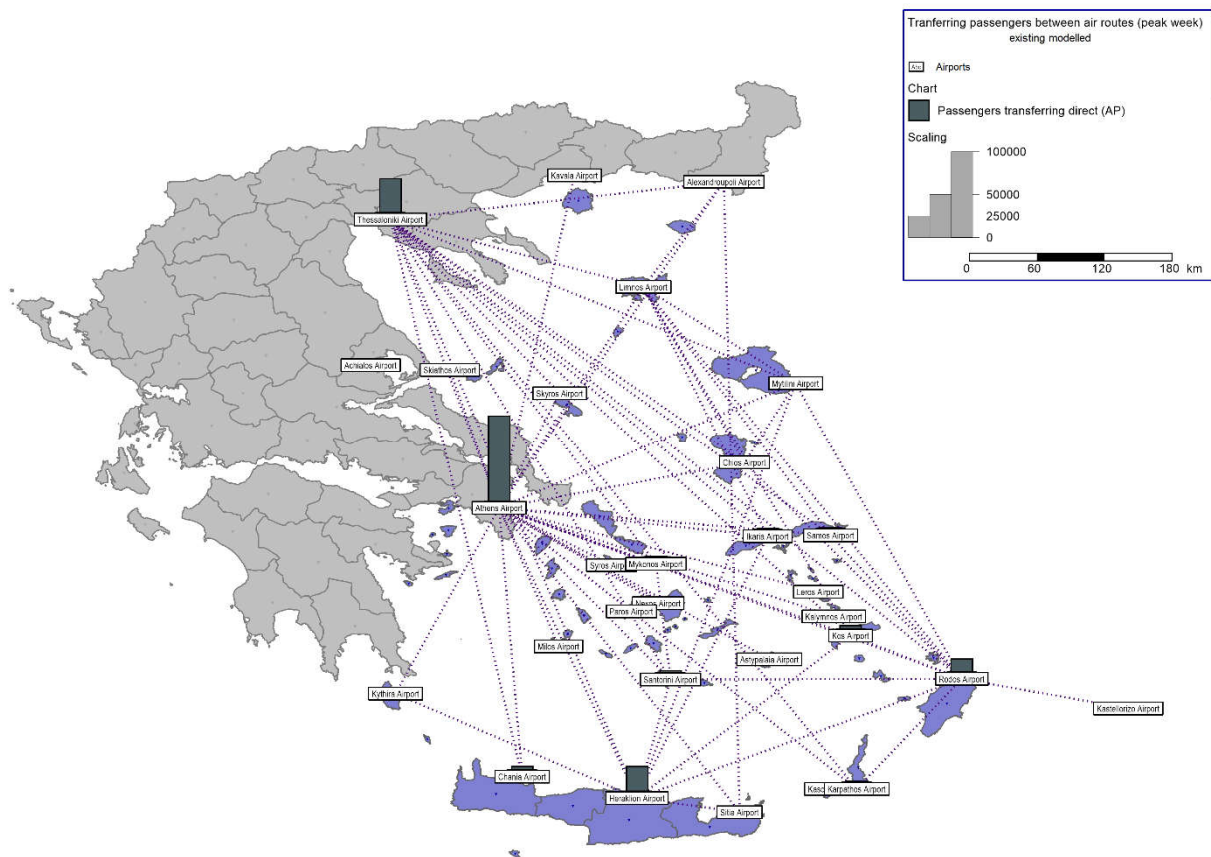 Tranferring passengers between air routes (peak week)
existing modelled
Abc Airports
Chart
Passengers transferring direct (AP)
Scaling
100000
50000
25000
0
0 60 120 180 km
Kavala Airport
Alexandroupoli Airport
Thessaloniki Airport
Limnos Airport
Achialos Airport
Skiathos Airport
Mytilini Airport
Skyros Airport
Chios Airport
Athens Airport
Ikaria Airport
Samos Airport
Syros Airp
Mykonos Airport
Leros Airport
Naxos Airport
Paros Airport
Kalymnos Airport
Kos Airport
Milos Airport
Astypalaia Airport
Santorini Airport
Rodos Airport
Kythira Airport
Kastellorizo Airport
Chania Airport
Heraklion Airport
Kaso
Karpathos Airport
Sitia Airport